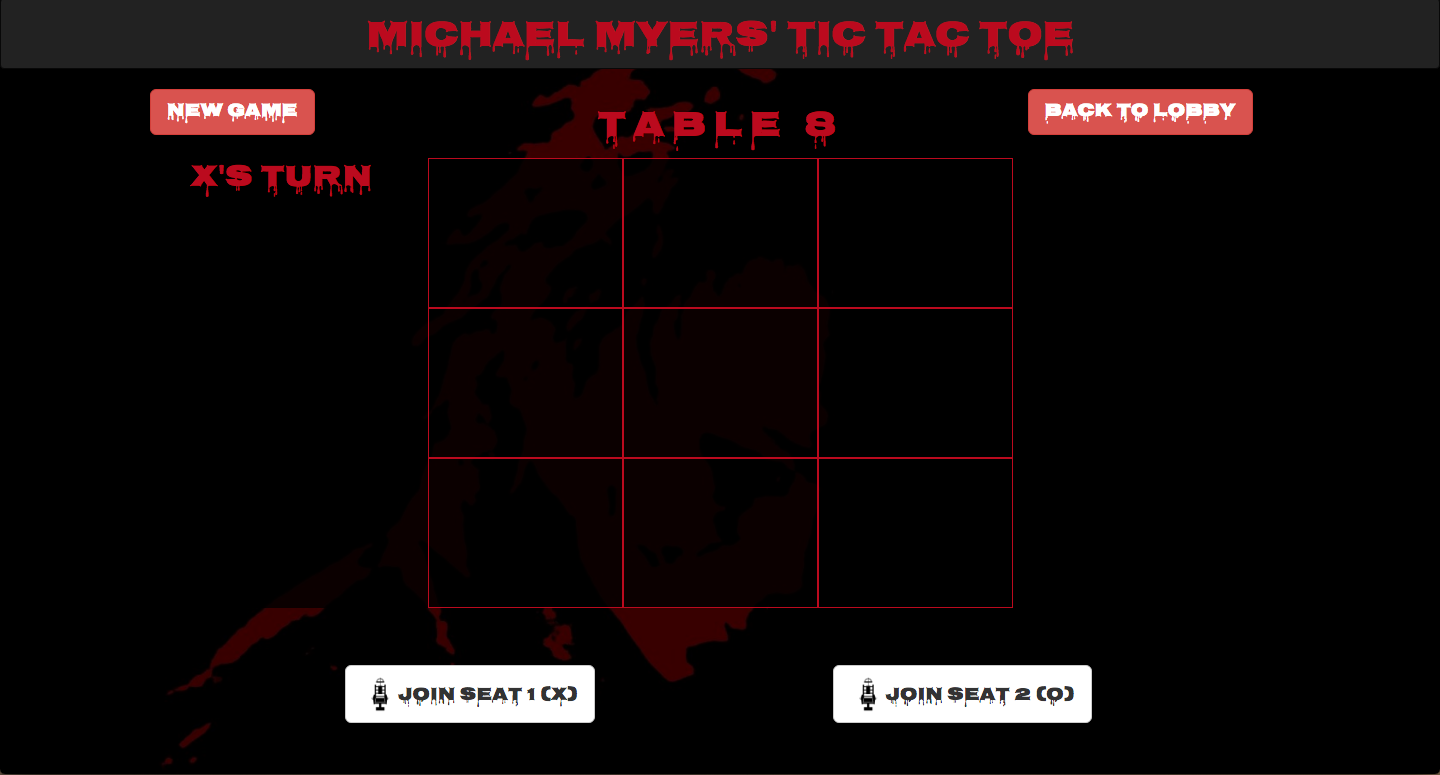 MICHAEL MYERS' TIC TAC TOE
NEW GAME
TABLE 8
BACK TO LOBBY
X'S TURN
JOIN SEAT 1 (X)
JOIN SEAT 2 (O)